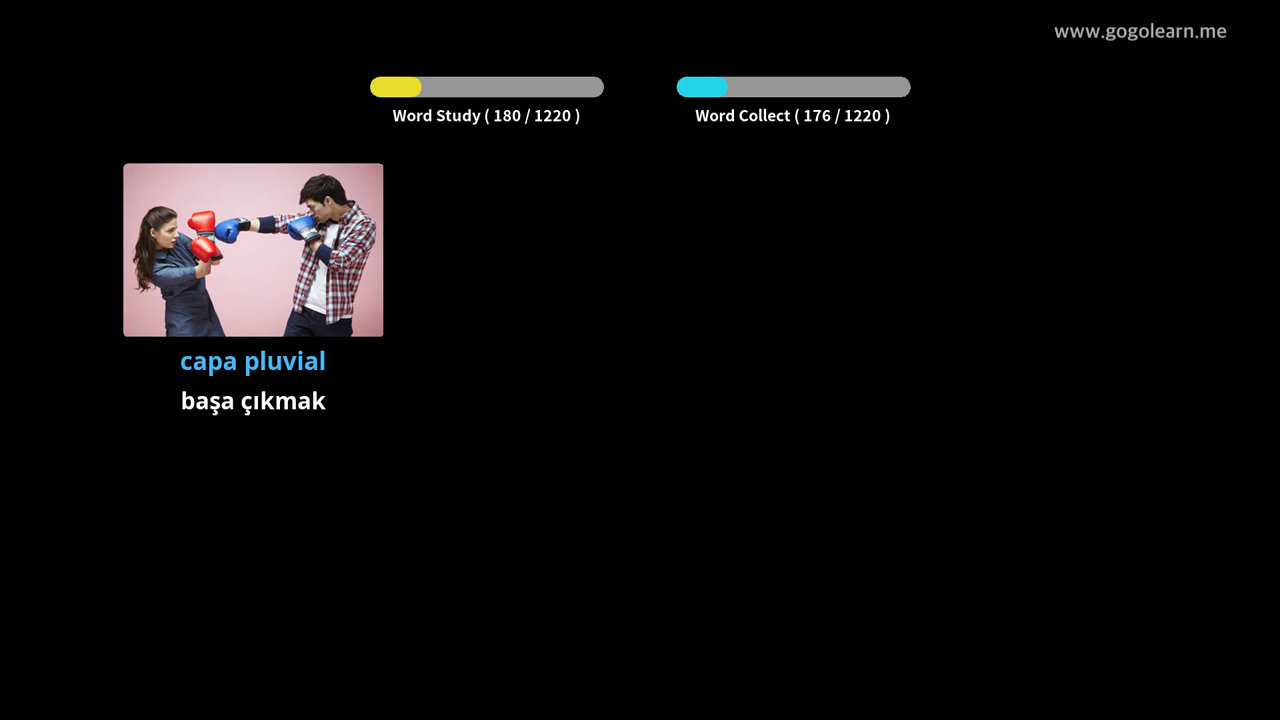 www.gogolearn.me
Word Study ( 180 / 1220 )
Word Collect ( 176 / 1220 )
capa pluvial
başa çıkmak